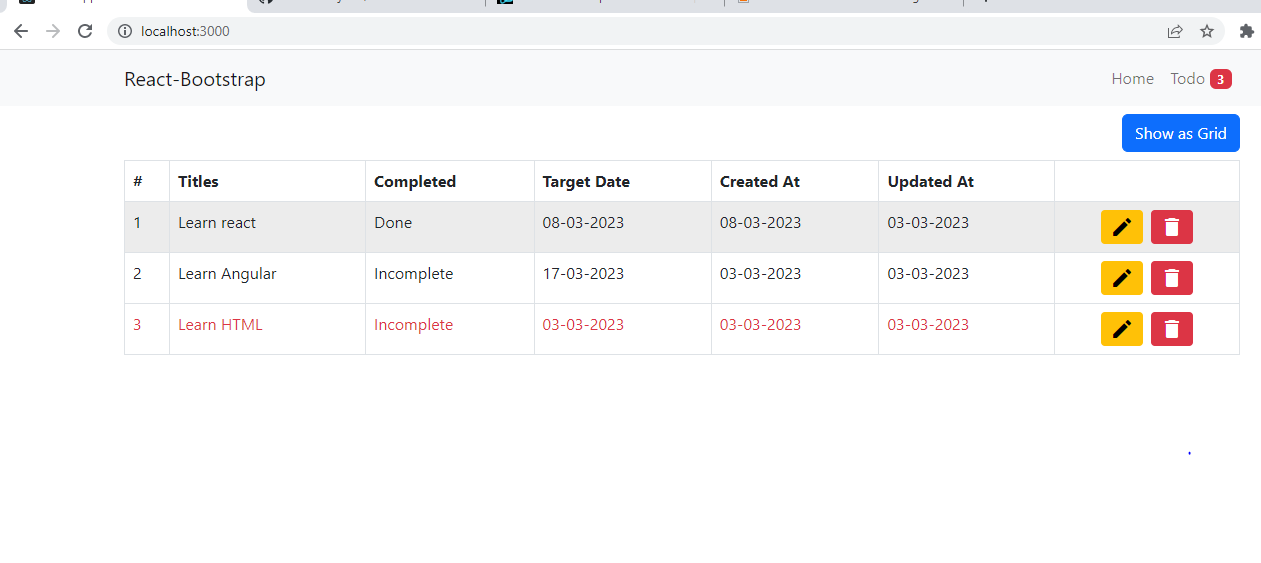 localhost:3000
React-Bootstrap Home Todo 3
Show as Grid
# Titles Completed Target Date Created At Updated At
1 Learn react Done 08-03-2023 08-03-2023 03-03-2023
2 Learn Angular Incomplete 17-03-2023 03-03-2023 03-03-2023
3 Learn HTML Incomplete 03-03-2023 03-03-2023 03-03-2023